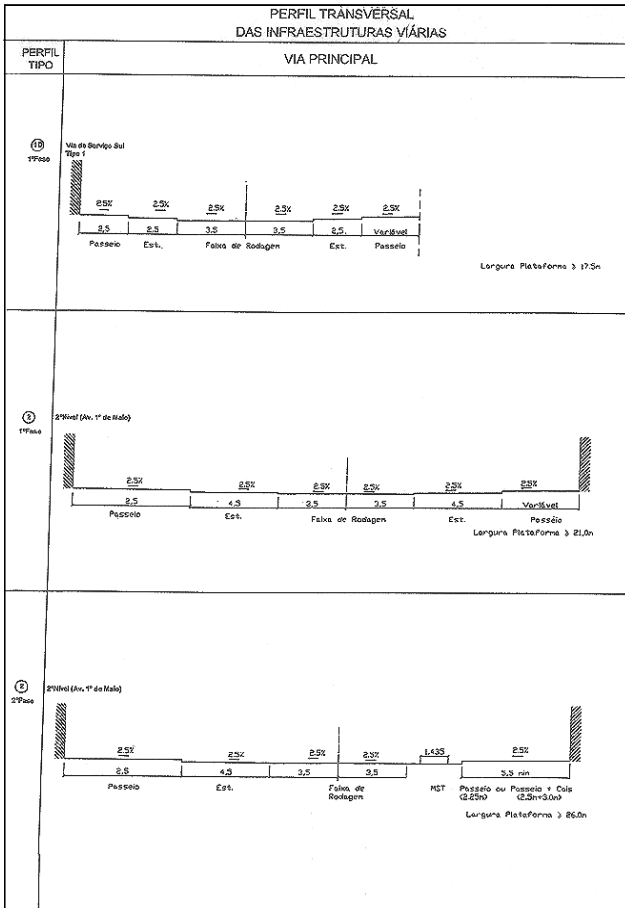 PERFIL TRANSVERSAL
DAS INFRAESTRUTURAS VIÁRIAS
PERFIL TIPO
VIA PRINCIPAL
10
1ªFase
Via de Serviço Sul
Tipo 1
2.5% 2.5% 2.5% 2.5% 2.5% 2.5%
2,5 2,5 3,5 3,5 2,5 Variável
Passeio Est. Faixa de Rodagem Est. Passeio
Largura Plataforma ≥ 17.5m
1ªFase
2ºNível (Av. 1º de Maio)
2.5% 2.5% 2.5% 2.5% 2.5% 2.5%
2,5 4,5 3,5 3,5 4,5 Variável
Passeio Est. Faixa de Rodagem Est. Passeio
Largura Plataforma ≥ 21.0m
2
2ªFase
2ºNível (Av. 1º de Maio)
2.5% 2.5% 2.5% 2.5% 1.435 2.5%
2,5 4,5 3,5 3,5 5,5 min
Passeio Est. Faixa de Rodagem MST Passeio ou Passeio + Cais
(2.25m) (2.5m+3.0m)
Largura Plataforma ≥ 26.0m